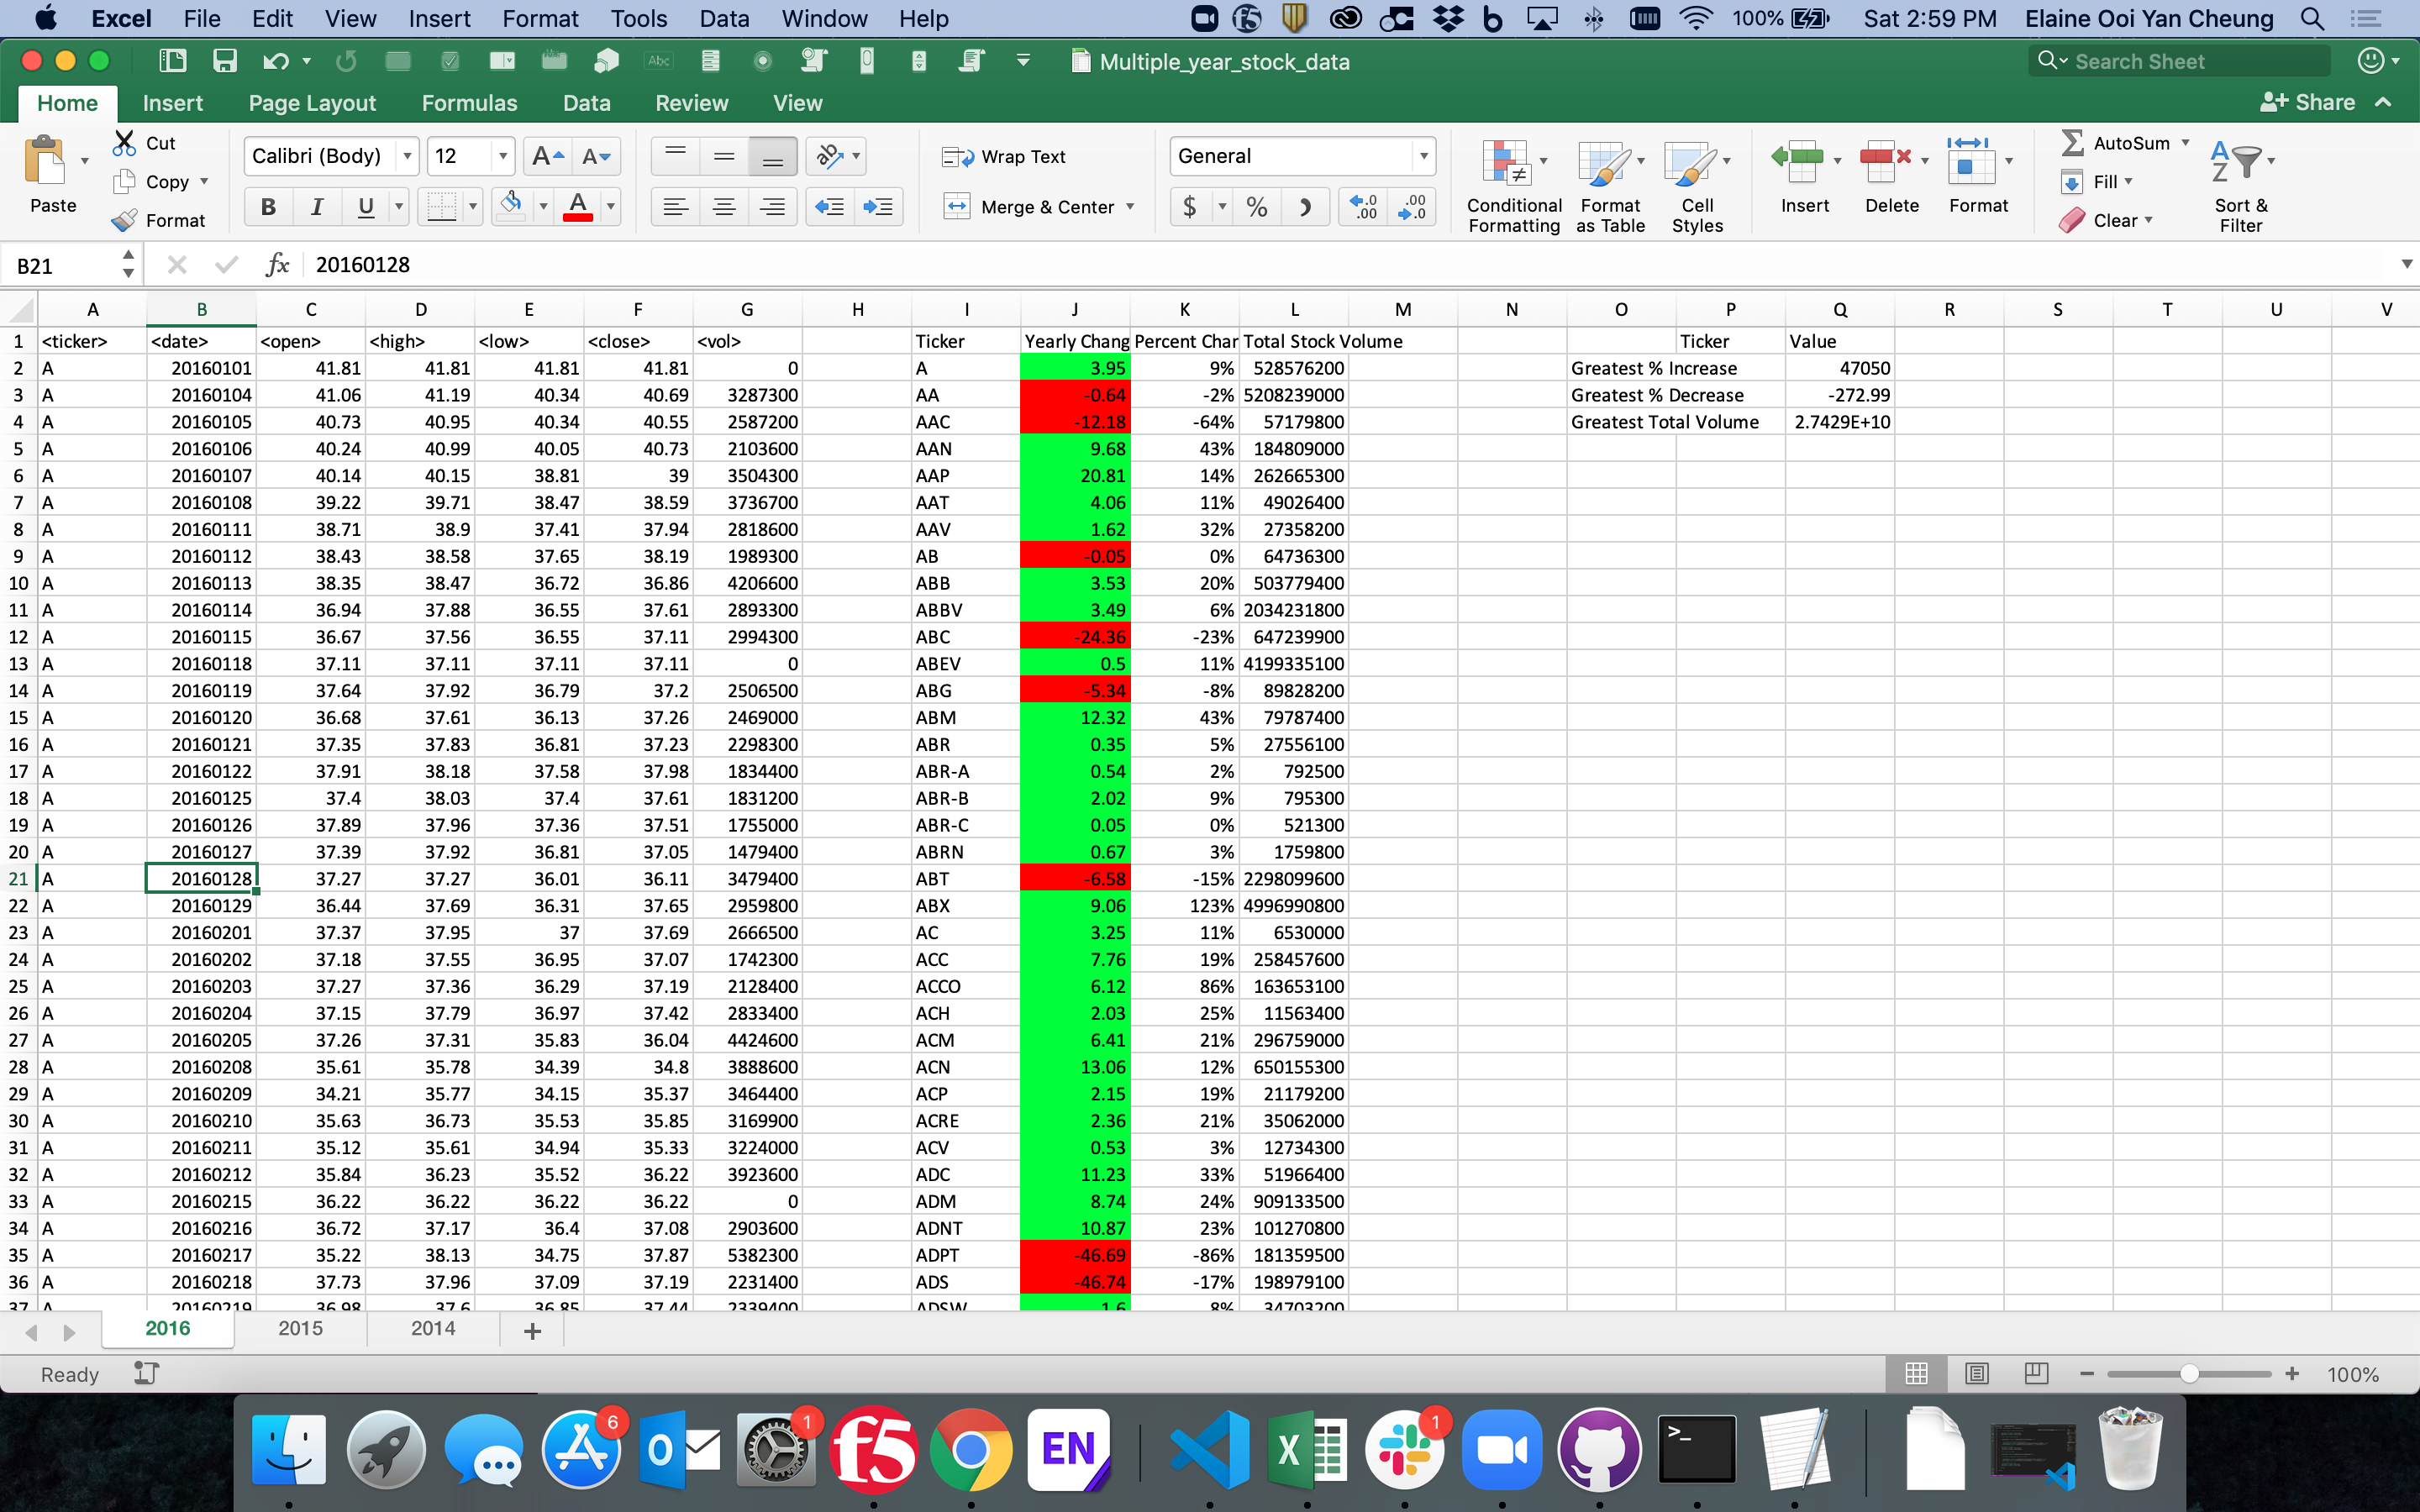 Excel File Edit View Insert Format Tools Data Window Help 100% Sat 2:59 PM Elaine Ooi Yan Cheung
Abc Multiple_year_stock_data Search Sheet
Home Insert Page Layout Formulas Data Review View Share
Paste Cut Copy Format Calibri (Body) 12 Wrap Text General Conditional Formatting Format as Table Cell Styles Insert Delete Format AutoSum Fill Clear Sort & Filter
B I U A Merge & Center $ %
B21 fx 20160128
A B C D E F G H I J K L M N O P Q R S T U V
1 <ticker> <date> <open> <high> <low> <close> <vol> Ticker Yearly Chang Percent Char Total Stock Volume Ticker Value
2 A 20160101 41.81 41.81 41.81 41.81 0 A 3.95 9% 528576200 Greatest % Increase 47050
3 A 20160104 41.06 41.19 40.34 40.69 3287300 AA -0.64 -2% 5208239000 Greatest % Decrease -272.99
4 A 20160105 40.73 40.95 40.34 40.55 2587200 AAC -12.18 -64% 57179800 Greatest Total Volume 2.7429E+10
5 A 20160106 40.24 40.99 40.05 40.73 2103600 AAN 9.68 43% 184809000
6 A 20160107 40.14 40.15 38.81 39 3504300 AAP 20.81 14% 262665300
7 A 20160108 39.22 39.71 38.47 38.59 3736700 AAT 4.06 11% 49026400
8 A 20160111 38.71 38.9 37.41 37.94 2818600 AAV 1.62 32% 27358200
9 A 20160112 38.43 38.58 37.65 38.19 1989300 AB -0.05 0% 64736300
10 A 20160113 38.35 38.47 36.72 36.86 4206600 ABB 3.53 20% 503779400
11 A 20160114 36.94 37.88 36.55 37.61 2893300 ABBV 3.49 6% 2034231800
12 A 20160115 36.67 37.56 36.55 37.11 2994300 ABC -24.36 -23% 647239900
13 A 20160118 37.11 37.11 37.11 37.11 0 ABEV 0.5 11% 4199335100
14 A 20160119 37.64 37.92 36.79 37.2 2506500 ABG -5.34 -8% 89828200
15 A 20160120 36.68 37.61 36.13 37.26 2469000 ABM 12.32 43% 79787400
16 A 20160121 37.35 37.83 36.81 37.23 2298300 ABR 0.35 5% 27556100
17 A 20160122 37.91 38.18 37.58 37.98 1834400 ABR-A 0.54 2% 792500
18 A 20160125 37.4 38.03 37.4 37.61 1831200 ABR-B 2.02 9% 795300
19 A 20160126 37.89 37.96 37.36 37.51 1755000 ABR-C 0.05 0% 521300
20 A 20160127 37.39 37.92 36.81 37.05 1479400 ABRN 0.67 3% 1759800
21 A 20160128 37.27 37.27 36.01 36.11 3479400 ABT -6.58 -15% 2298099600
22 A 20160129 36.44 37.69 36.31 37.65 2959800 ABX 9.06 123% 4996990800
23 A 20160201 37.37 37.95 37 37.69 2666500 AC 3.25 11% 6530000
24 A 20160202 37.18 37.55 36.95 37.07 1742300 ACC 7.76 19% 258457600
25 A 20160203 37.27 37.36 36.29 37.19 2128400 ACCO 6.12 86% 163653100
26 A 20160204 37.15 37.79 36.97 37.42 2833400 ACH 2.03 25% 11563400
27 A 20160205 37.26 37.31 35.83 36.04 4424600 ACM 6.41 21% 296759000
28 A 20160208 35.61 35.78 34.39 34.8 3888600 ACN 13.06 12% 650155300
29 A 20160209 34.21 35.77 34.15 35.37 3464400 ACP 2.15 19% 21179200
30 A 20160210 35.63 36.73 35.53 35.85 3169900 ACRE 2.36 21% 35062000
31 A 20160211 35.12 35.61 34.94 35.33 3224000 ACV 0.53 3% 12734300
32 A 20160212 35.84 36.23 35.52 36.22 3923600 ADC 11.23 33% 51966400
33 A 20160215 36.22 36.22 36.22 36.22 0 ADM 8.74 24% 909133500
34 A 20160216 36.72 37.17 36.4 37.08 2903600 ADNT 10.87 23% 101270800
35 A 20160217 35.22 38.13 34.75 37.87 5382300 ADPT -46.69 -86% 181359500
36 A 20160218 37.73 37.96 37.09 37.19 2231400 ADS -46.74 -17% 198979100
37 A 20160219 36.98 37.6 36.85 37.44 2339400 ADSW 1.6 8% 34703200
2016 2015 2014 +
Ready 100%
6 1 f5 EN 1